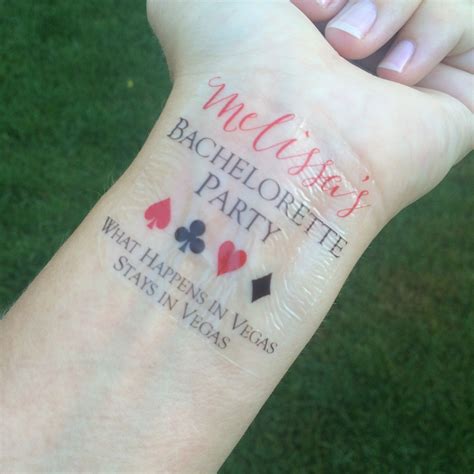 Melissa's
Bachelorette
Party
What Happens in Vegas
Stays in Vegas